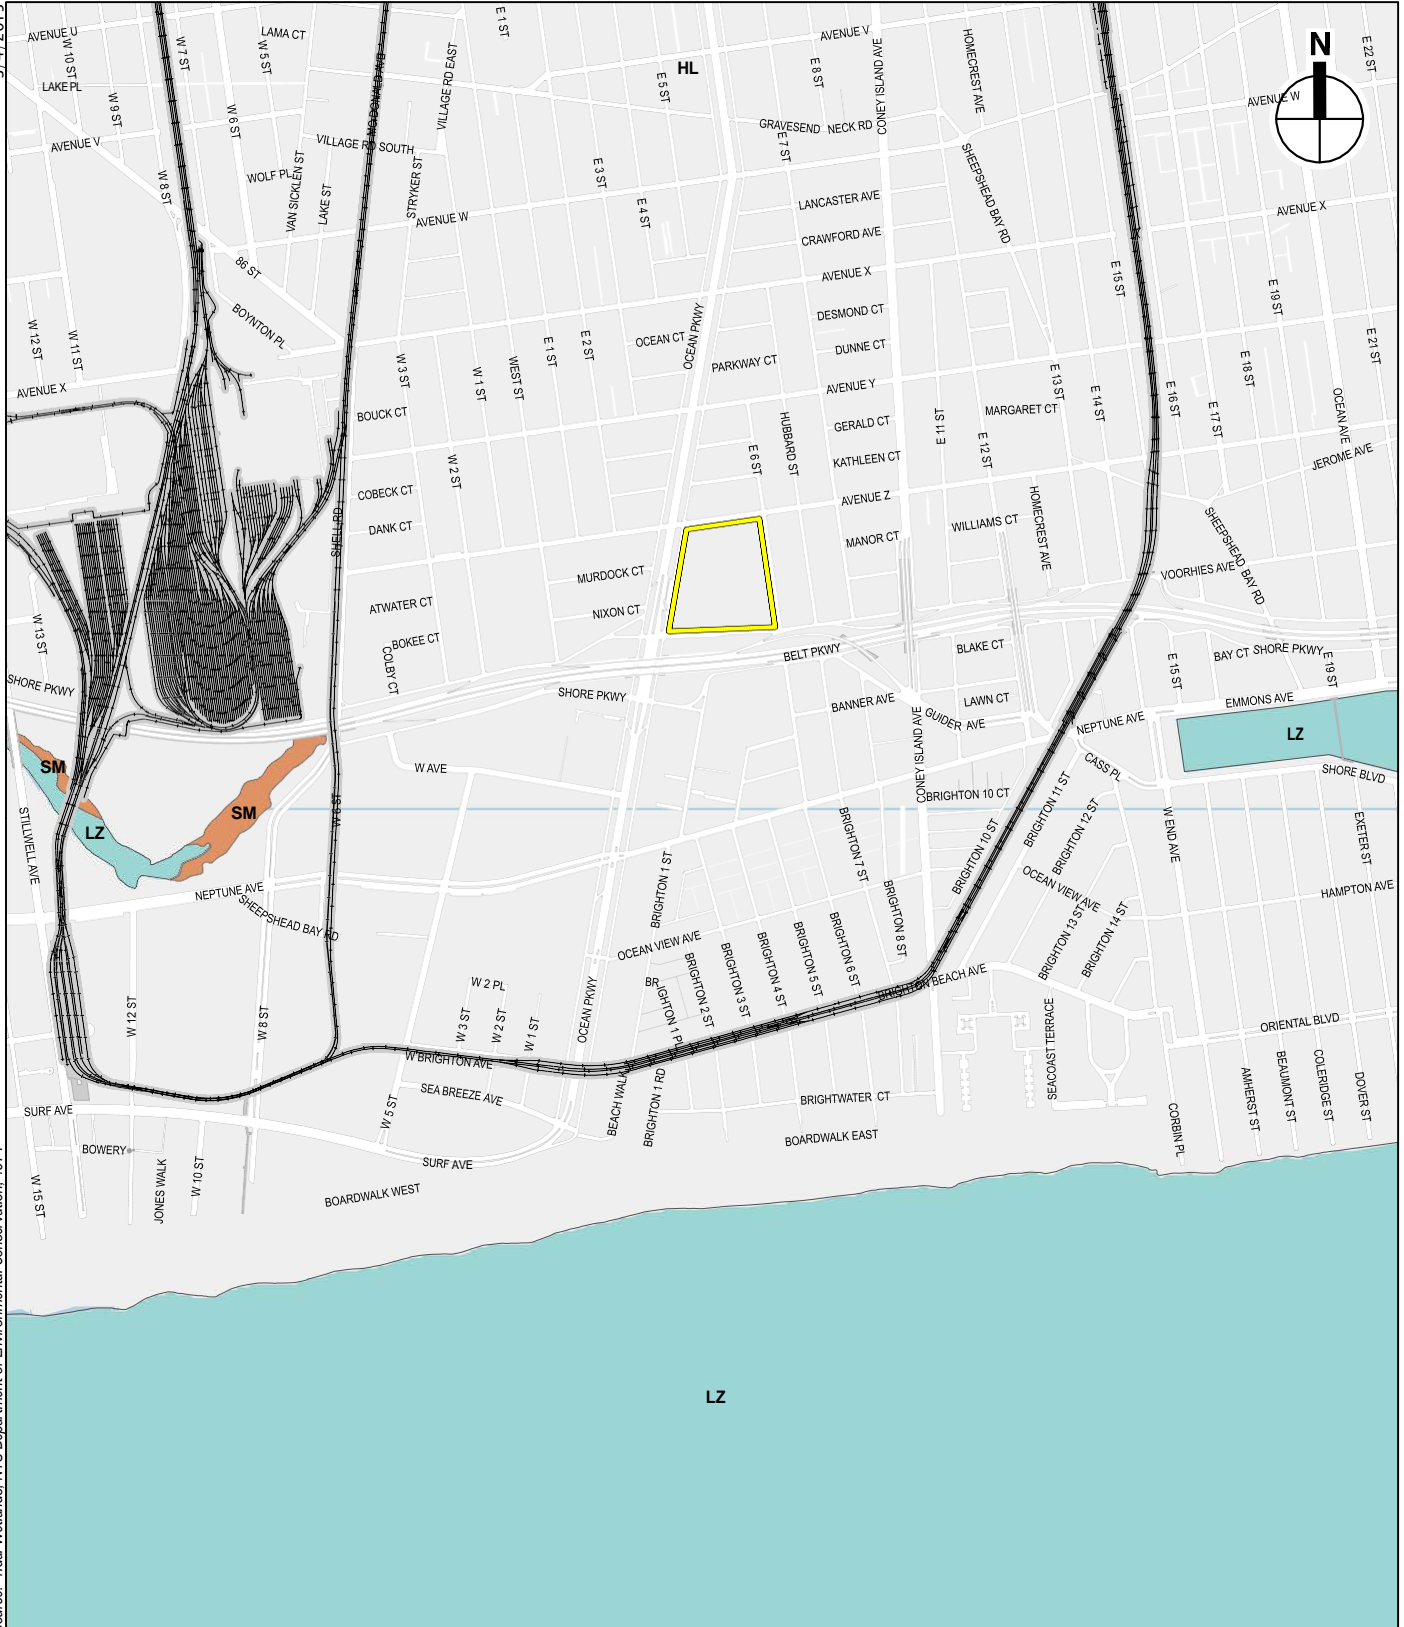 AVENUE U
W 10 ST
W 7 ST
LAMA CT
W 5 ST
MCDONALD AVE
VILLAGE RD EAST
E 1 ST
HL
E 5 ST
AVENUE V
E 8 ST
CONEY ISLAND AVE
HOMECREST AVE
N
E 22 ST
LAKE PL
W 9 ST
W 6 ST
AVENUE W
AVENUE V
VILLAGE RD SOUTH
GRAVESEND NECK RD
E 7 ST
W 8 ST
WOLF PL
VAN SICKLEN ST
LAKE ST
STRYKER ST
E 3 ST
SHEEPSHEAD BAY RD
AVENUE W
E 4 ST
LANCASTER AVE
AVENUE X
CRAWFORD AVE
86 ST
AVENUE X
E 15 ST
E 19 ST
BOYNTON PL
OCEAN PKWY
DESMOND CT
W 12 ST
W 11 ST
OCEAN CT
E 1 ST
E 2 ST
DUNNE CT
E 21 ST
W 3 ST
WEST ST
W 1 ST
PARKWAY CT
E 18 ST
AVENUE X
AVENUE Y
E 13 ST
E 14 ST
E 16 ST
E 17 ST
OCEAN AVE
BOUCK CT
HUBBARD ST
GERALD CT
E 11 ST
MARGARET CT
W 2 ST
E 6 ST
KATHLEEN CT
E 12 ST
JEROME AVE
COBECK CT
AVENUE Z
HOMECREST AVE
SHELL RD
DANK CT
WILLIAMS CT
MANOR CT
SHEEPSHEAD BAY RD
MURDOCK CT
VOORHIES AVE
ATWATER CT
NIXON CT
W 13 ST
BOKEE CT
COLBY CT
BELT PKWY
BLAKE CT
BAY CT
SHORE PKWY
E 15 ST
E 19 ST
SHORE PKWY
SHORE PKWY
BANNER AVE
LAWN CT
EMMONS AVE
GUIDER AVE
NEPTUNE AVE
LZ
CONEY ISLAND AVE
SM
W AVE
CASS PL
SHORE BLVD
BRIGHTON 10 CT
BRIGHTON 11 ST
SM
W 6 ST
BRIGHTON 12 ST
LZ
STILLWELL AVE
BRIGHTON 7 ST
BRIGHTON 10 ST
W END AVE
EXETER ST
NEPTUNE AVE
BRIGHTON 1 ST
OCEAN VIEW AVE
HAMPTON AVE
SHEEPSHEAD BAY RD
BRIGHTON 8 ST
BRIGHTON 13 ST
BRIGHTON 14 ST
OCEAN VIEW AVE
BRIGHTON 2 ST
BRIGHTON 3 ST
BRIGHTON 4 ST
BRIGHTON 5 ST
BRIGHTON 6 ST
BRIGHTON BEACH AVE
W 2 PL
BRIGHTON 1 PL
W 12 ST
W 8 ST
W 3 ST
W 2 ST
W 1 ST
OCEAN PKWY
ORIENTAL BLVD
W BRIGHTON AVE
SEACOAST TERRACE
SEA BREEZE AVE
BEACH WALK
BRIGHTON 1 RD
BRIGHTWATER CT
AMHERST ST
BEAUMONT ST
COLERIDGE ST
DOVER ST
SURF AVE
W 5 ST
CORBIN PL
BOWERY
BOARDWALK EAST
SURF AVE
W 15 ST
JONES WALK
W 10 ST
BOARDWALK WEST
LZ